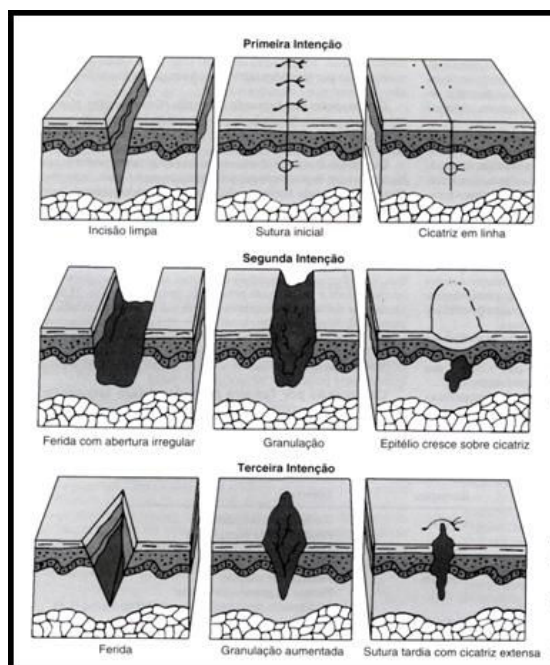 Primeira Intenção
Incisão limpa
Sutura inicial
Cicatriz em linha
Segunda Intenção
Ferida com abertura irregular
Granulação
Epitélio cresce sobre cicatriz
Terceira Intenção
Ferida
Granulação aumentada
Sutura tardia com cicatriz extensa